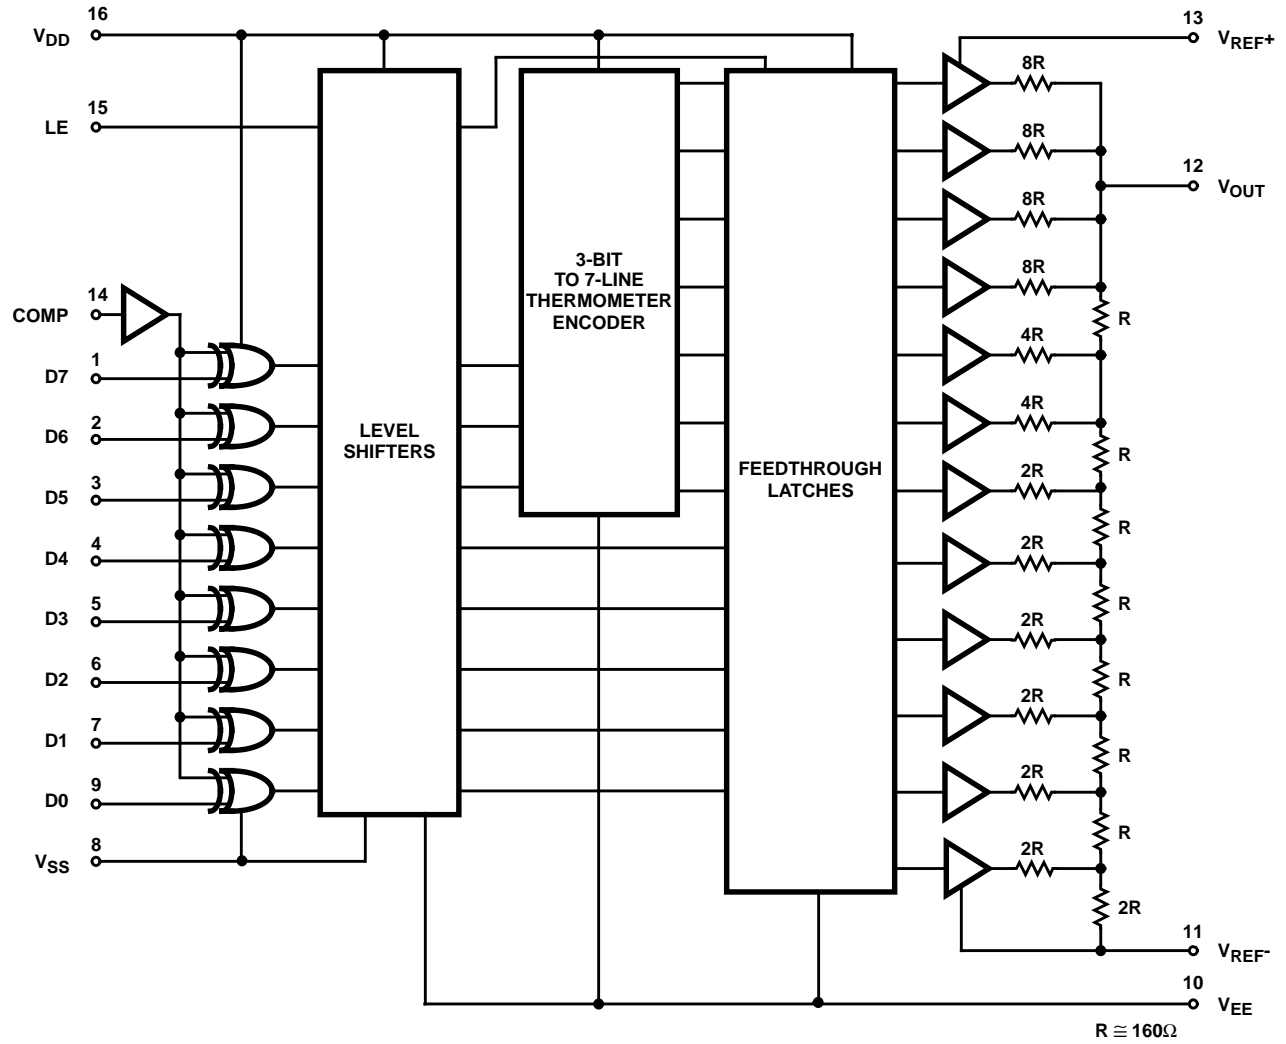 16
VDD
15
LE
14
COMP
1
D7
2
D6
3
D5
4
D4
5
D3
6
D2
7
D1
9
D0
8
VSS
LEVEL
SHIFTERS
3-BIT
TO 7-LINE
THERMOMETER
ENCODER
FEEDTHROUGH
LATCHES
8R
8R
8R
8R
4R
4R
2R
2R
2R
2R
2R
2R
R
R
R
R
R
R
R
2R
13
VREF+
12
VOUT
11
VREF-
10
VEE
R ≅ 160Ω